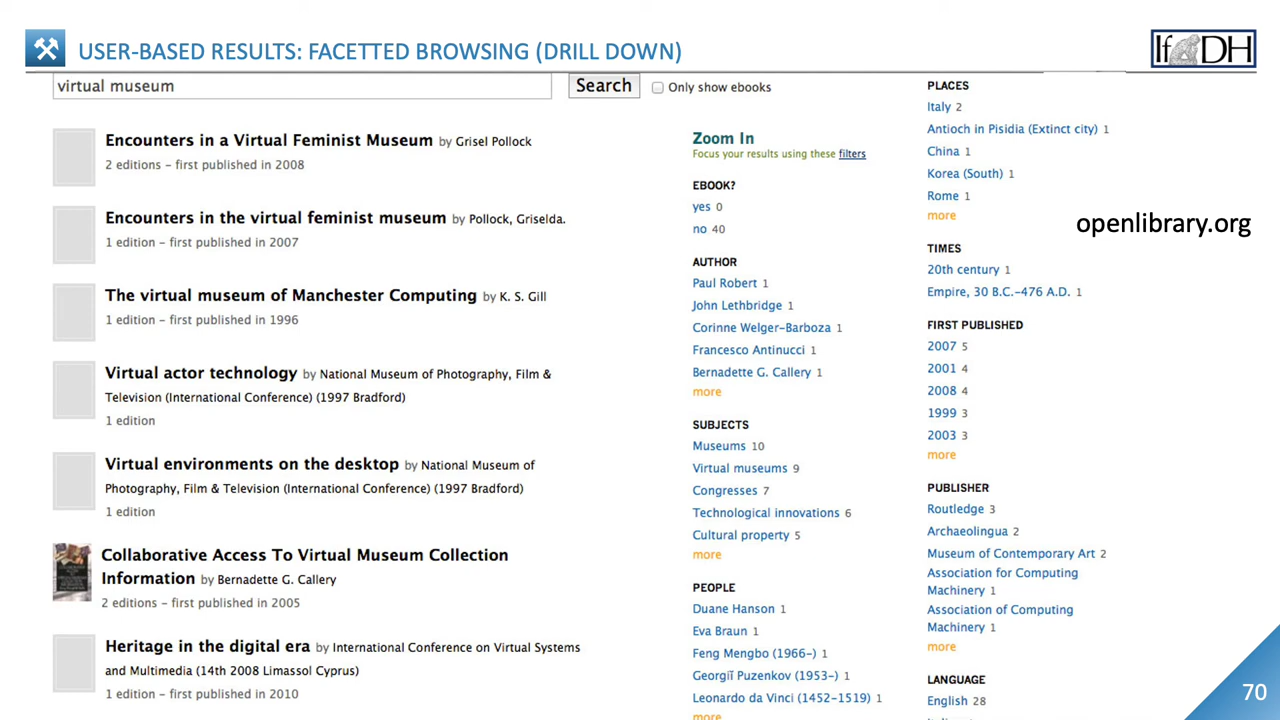 USER-BASED RESULTS: FACETTED BROWSING (DRILL DOWN)
IfDH
virtual museum
Search
Only show ebooks
Encounters in a Virtual Feminist Museum by Grisel Pollock
2 editions – first published in 2008
Encounters in the virtual feminist museum by Pollock, Griselda.
1 edition – first published in 2007
The virtual museum of Manchester Computing by K. S. Gill
1 edition – first published in 1996
Virtual actor technology by National Museum of Photography, Film &
Television (International Conference) (1997 Bradford)
1 edition
Virtual environments on the desktop by National Museum of
Photography, Film & Television (International Conference) (1997 Bradford)
1 edition
Collaborative Access To Virtual Museum Collection
Information by Bernadette G. Callery
2 editions – first published in 2005
Heritage in the digital era by International Conference on Virtual Systems
and Multimedia (14th 2008 Limassol Cyprus)
1 edition – first published in 2010
Zoom In
Focus your results using these filters
EBOOK?
yes 0
no 40
AUTHOR
Paul Robert 1
John Lethbridge 1
Corinne Welger-Barboza 1
Francesco Antinucci 1
Bernadette G. Callery 1
more
SUBJECTS
Museums 10
Virtual museums 9
Congresses 7
Technological innovations 6
Cultural property 5
more
PEOPLE
Duane Hanson 1
Eva Braun 1
Feng Mengbo (1966-) 1
Georgiĭ Puzenkov (1953-) 1
Leonardo da Vinci (1452-1519) 1
more
PLACES
Italy 2
Antioch in Pisidia (Extinct city) 1
China 1
Korea (South) 1
Rome 1
more
TIMES
20th century 1
Empire, 30 B.C.-476 A.D. 1
FIRST PUBLISHED
2007 5
2001 4
2008 4
1999 3
2003 3
more
PUBLISHER
Routledge 3
Archaeolingua 2
Museum of Contemporary Art 2
Association for Computing
Machinery 1
Association of Computing
Machinery 1
more
LANGUAGE
English 28
openlibrary.org
70